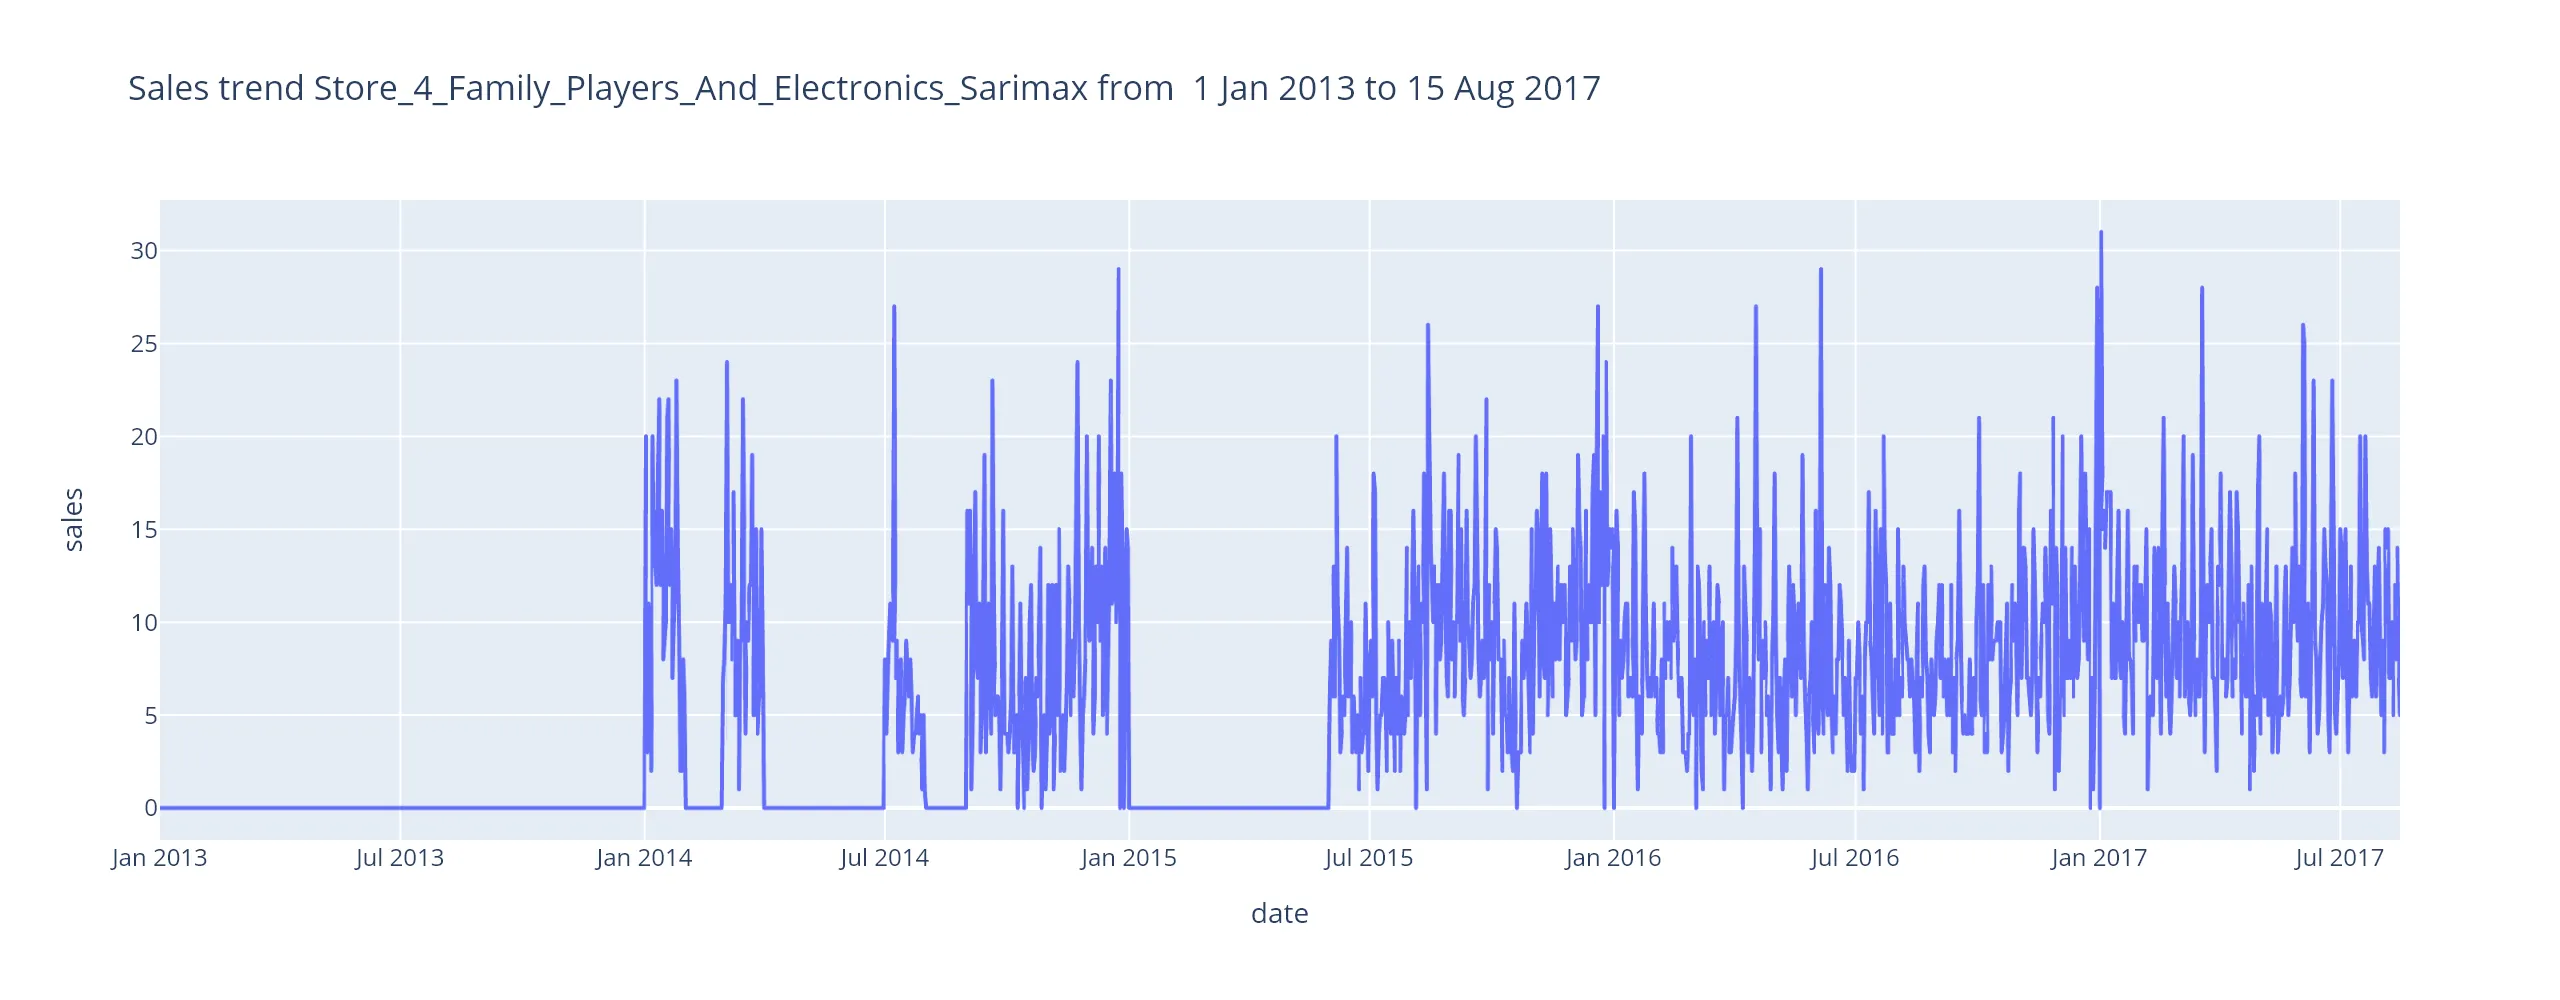 Sales trend Store_4_Family_Players_And_Electronics_Sarimax from  1 Jan 2013 to 15 Aug 2017
30
25
20
15
10
5
0
sales
Jan 2013 Jul 2013 Jan 2014 Jul 2014 Jan 2015 Jul 2015 Jan 2016 Jul 2016 Jan 2017 Jul 2017
date